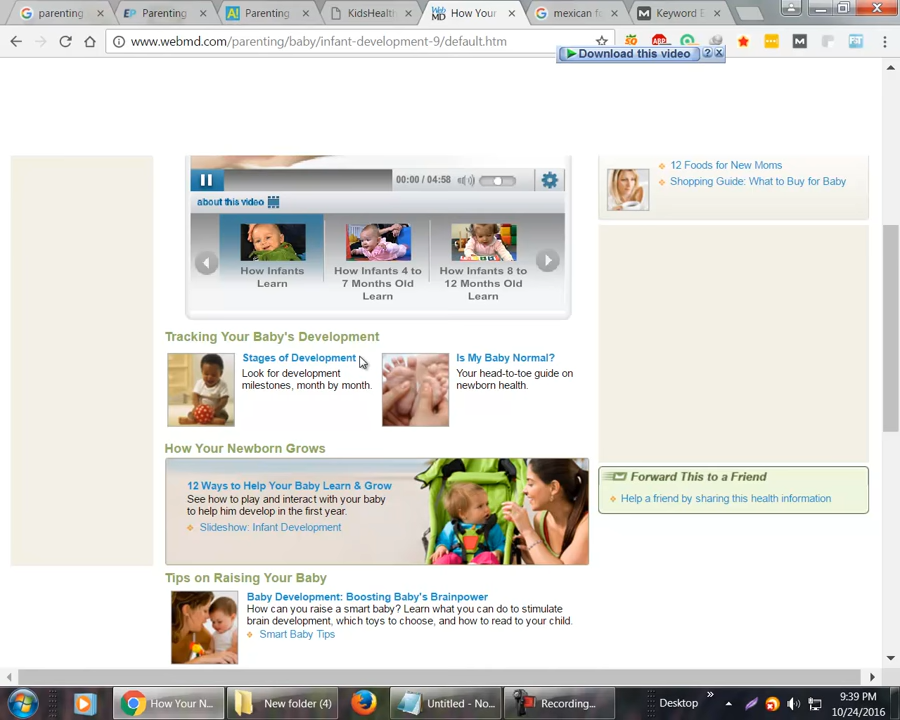 parenting
Parenting
Parenting
KidsHealth
How Your
mexican fo
Keyword E
www.webmd.com/parenting/baby/infant-development-9/default.htm
Download this video
00:00 / 04:58
about this video
How Infants
Learn
How Infants 4 to
7 Months Old
Learn
How Infants 8 to
12 Months Old
Learn
12 Foods for New Moms
Shopping Guide: What to Buy for Baby
Tracking Your Baby's Development
Stages of Development
Look for development
milestones, month by month.
Is My Baby Normal?
Your head-to-toe guide on
newborn health.
How Your Newborn Grows
12 Ways to Help Your Baby Learn & Grow
See how to play and interact with your baby
to help him develop in the first year.
Slideshow: Infant Development
Forward This to a Friend
Help a friend by sharing this health information
Tips on Raising Your Baby
Baby Development: Boosting Baby's Brainpower
How can you raise a smart baby? Learn what you can do to stimulate
brain development, which toys to choose, and how to read to your child.
Smart Baby Tips
How Your N...
New folder (4)
Untitled - No...
Recording...
Desktop
9:39 PM
10/24/2016